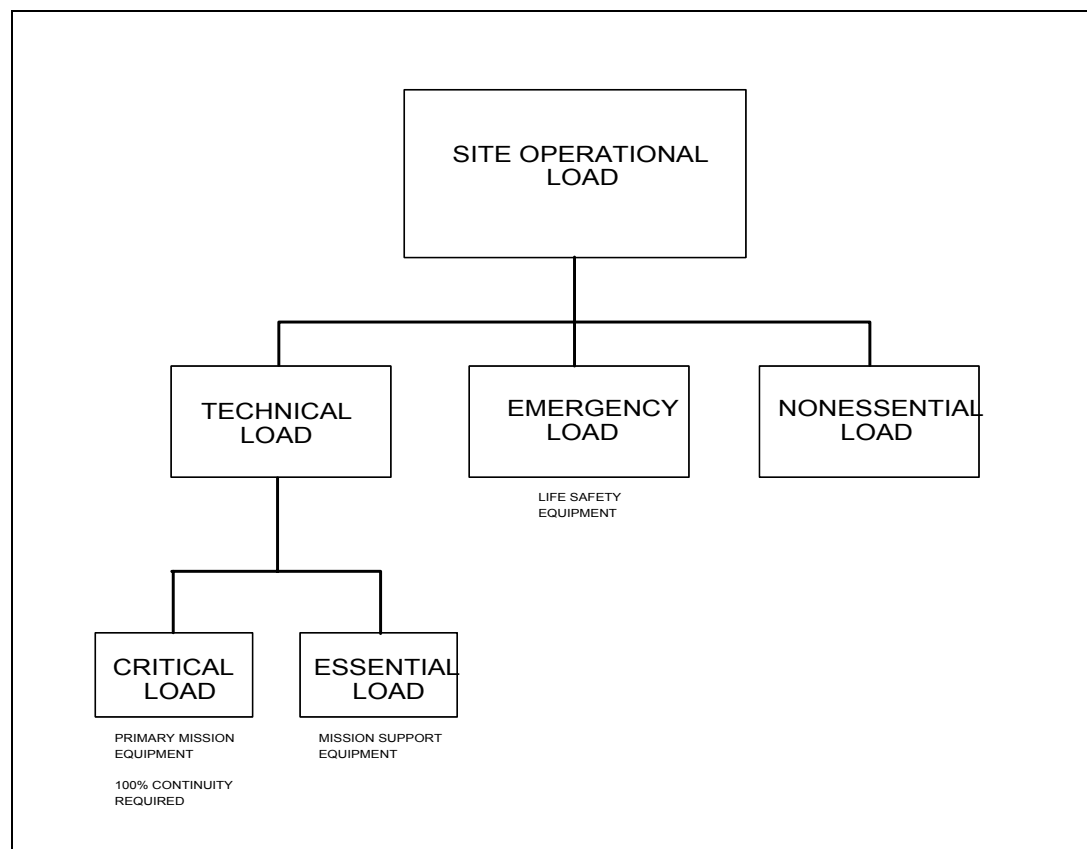 SITE OPERATIONAL
LOAD
TECHNICAL
LOAD
EMERGENCY
LOAD
LIFE SAFETY
EQUIPMENT
NONESSENTIAL
LOAD
CRITICAL
LOAD
PRIMARY MISSION
EQUIPMENT
100% CONTINUITY
REQUIRED
ESSENTIAL
LOAD
MISSION SUPPORT
EQUIPMENT